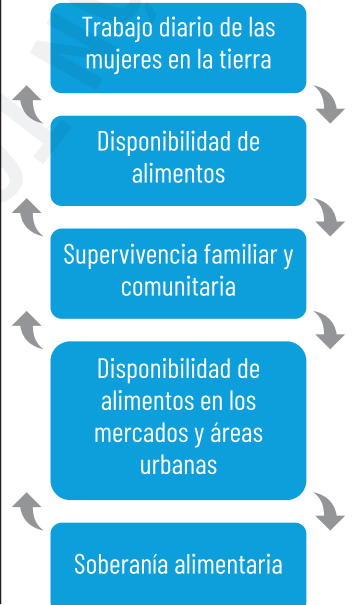 Trabajo diario de las
mujeres en la tierra
Disponibilidad de
alimentos
Supervivencia familiar y
comunitaria
Disponibilidad de
alimentos en los
mercados y áreas
urbanas
Soberanía alimentaria